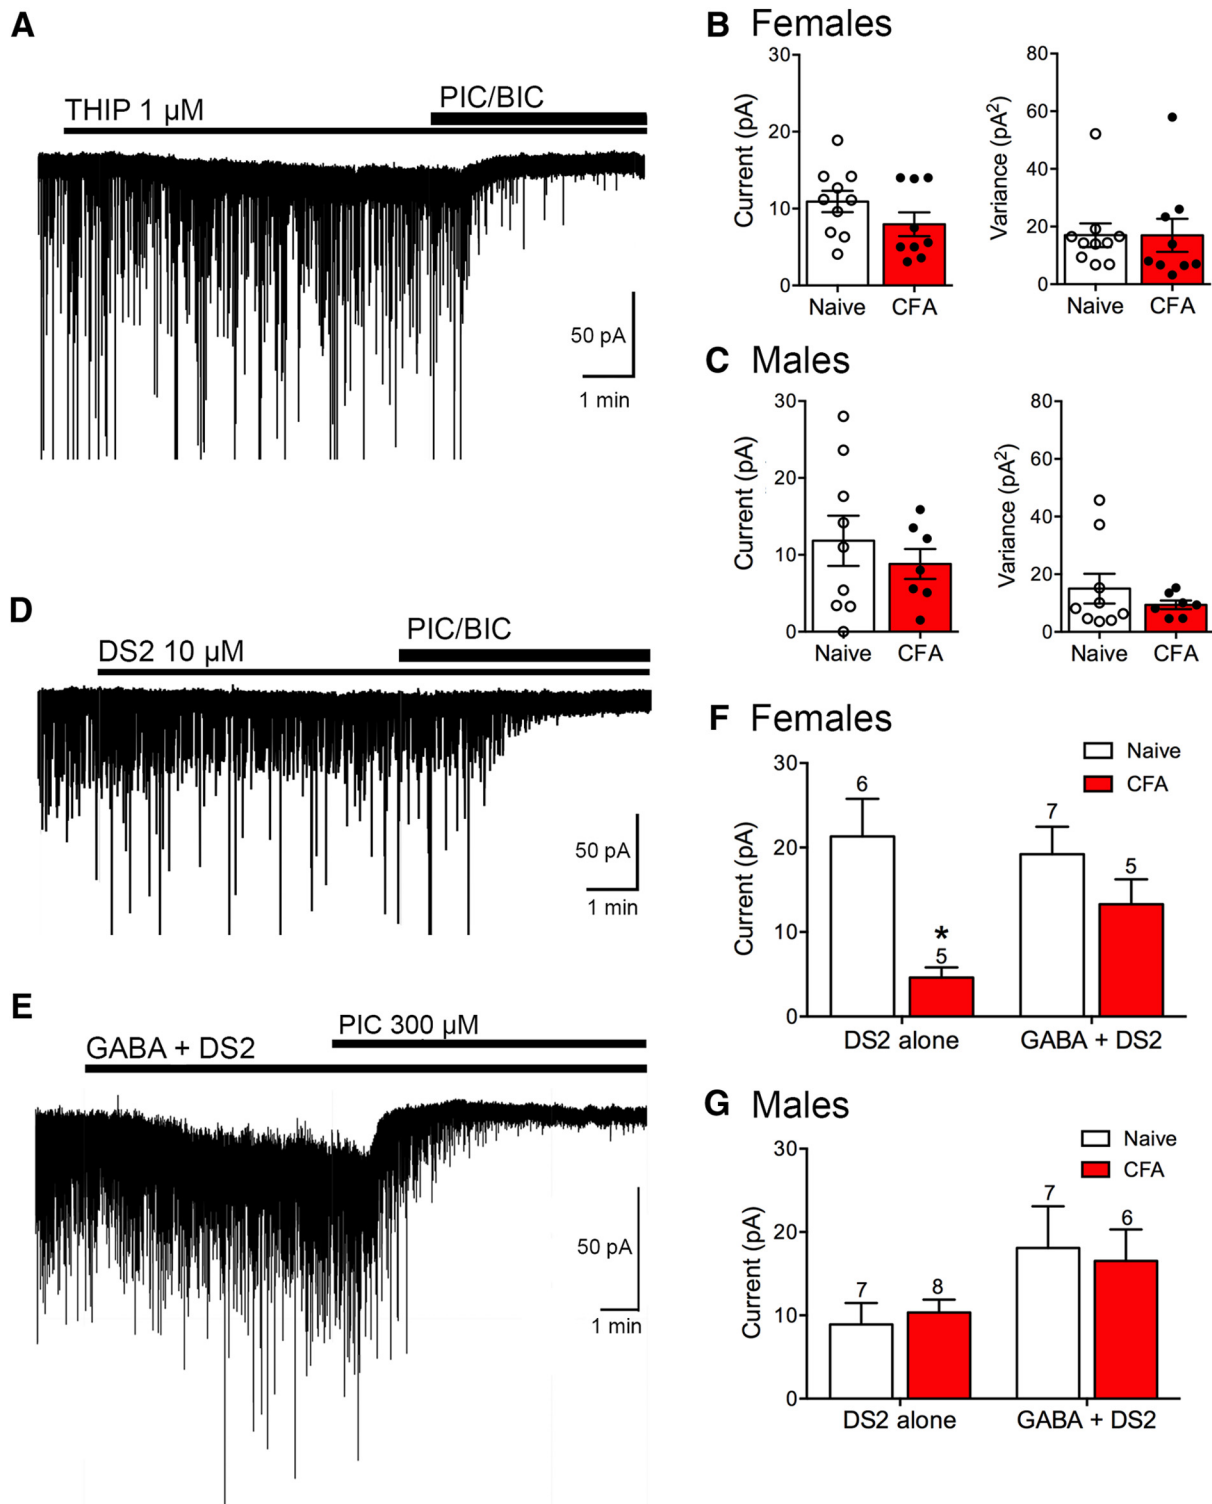 A
THIP 1 µM
PIC/BIC
50 pA
1 min
B Females
Current (pA)
30
20
10
0
Naive
CFA
Variance (pA2)
80
60
40
20
0
Naive
CFA
C Males
Current (pA)
30
20
10
0
Naive
CFA
Variance (pA2)
80
60
40
20
0
Naive
CFA
D
DS2 10 µM
PIC/BIC
50 pA
1 min
E
GABA + DS2
PIC 300 µM
50 pA
1 min
F Females
Naive
CFA
Current (pA)
30
20
10
0
6
*
5
7
5
DS2 alone
GABA + DS2
G Males
Naive
CFA
Current (pA)
30
20
10
0
7
8
7
6
DS2 alone
GABA + DS2